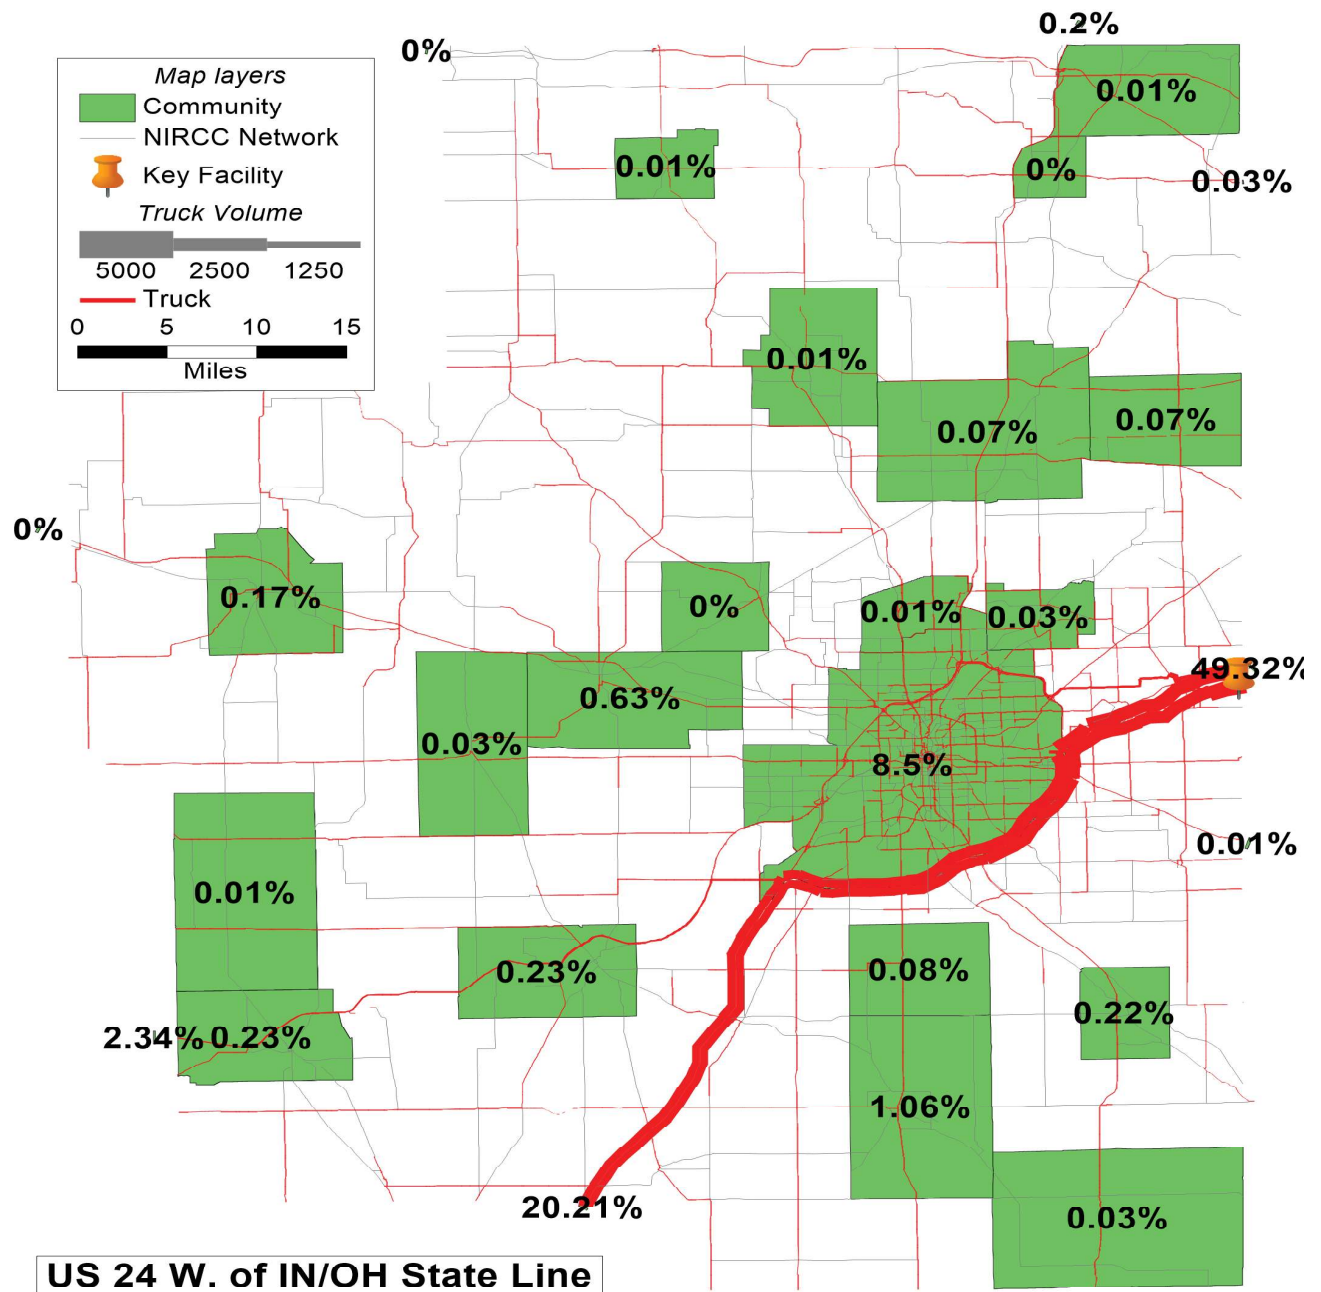 0.2%
0%
Map layers
Community
NIRCC Network
Key Facility
Truck Volume
5000 2500 1250
Truck
0 5 10 15
Miles
0.01%
0.01%
0%
0.03%
0.01%
0.07%
0.07%
0%
0.17%
0%
0.01%
0.03%
49.32%
0.63%
0.03%
8.5%
0.01%
0.01%
0.23%
0.08%
0.22%
2.34% 0.23%
1.06%
20.21%
0.03%
US 24 W. of IN/OH State Line